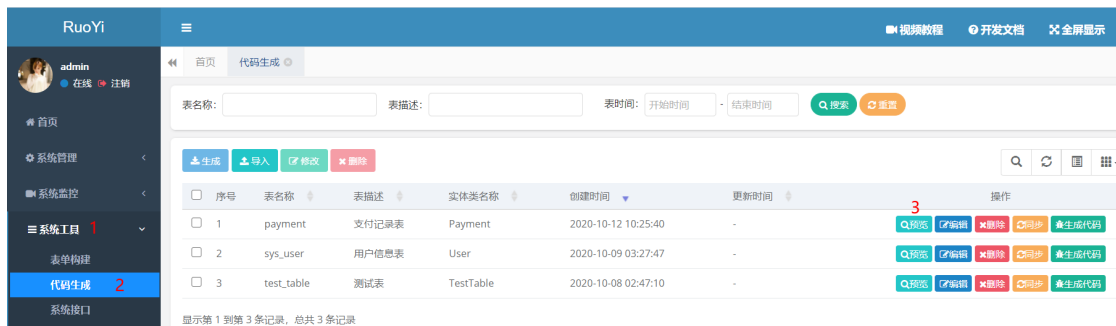 RuoYi
视频教程 开发文档 全屏显示
admin
在线 注销
首页 代码生成
表名称： 表描述： 表时间： 开始时间 - 结束时间 搜索 重置
首页
系统管理
生成 导入 修改 删除
系统监控
序号 表名称 表描述 实体类名称 创建时间 更新时间 操作
3
系统工具 1
1 payment 支付记录表 Payment 2020-10-12 10:25:40 - 预览 编辑 删除 同步 生成代码
表单构建
2 sys_user 用户信息表 User 2020-10-09 03:27:47 - 预览 编辑 删除 同步 生成代码
代码生成 2
3 test_table 测试表 TestTable 2020-10-08 02:47:10 - 预览 编辑 删除 同步 生成代码
系统接口
显示第 1 到第 3 条记录，总共 3 条记录